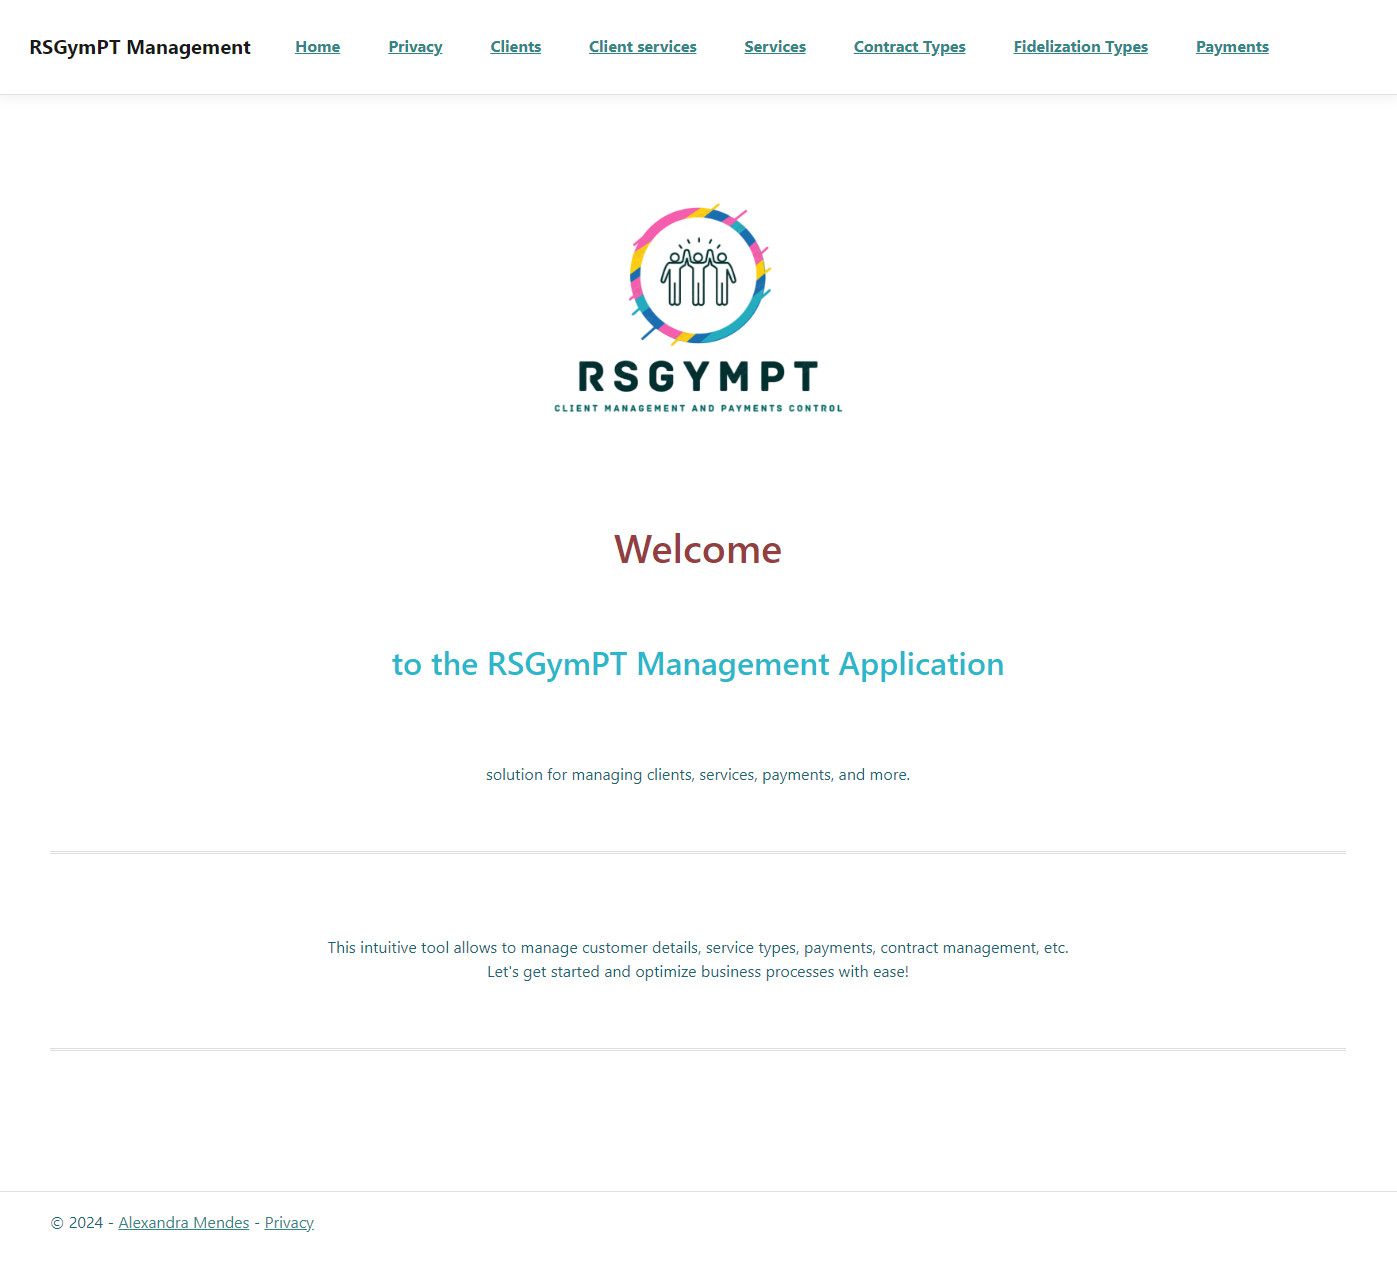 RSGymPT Management Home Privacy Clients Client services Services Contract Types Fidelization Types Payments
RSGYMPT
CLIENT MANAGEMENT AND PAYMENTS CONTROL
Welcome
to the RSGymPT Management Application
solution for managing clients, services, payments, and more.
This intuitive tool allows to manage customer details, service types, payments, contract management, etc.
Let's get started and optimize business processes with ease!
© 2024 - Alexandra Mendes - Privacy